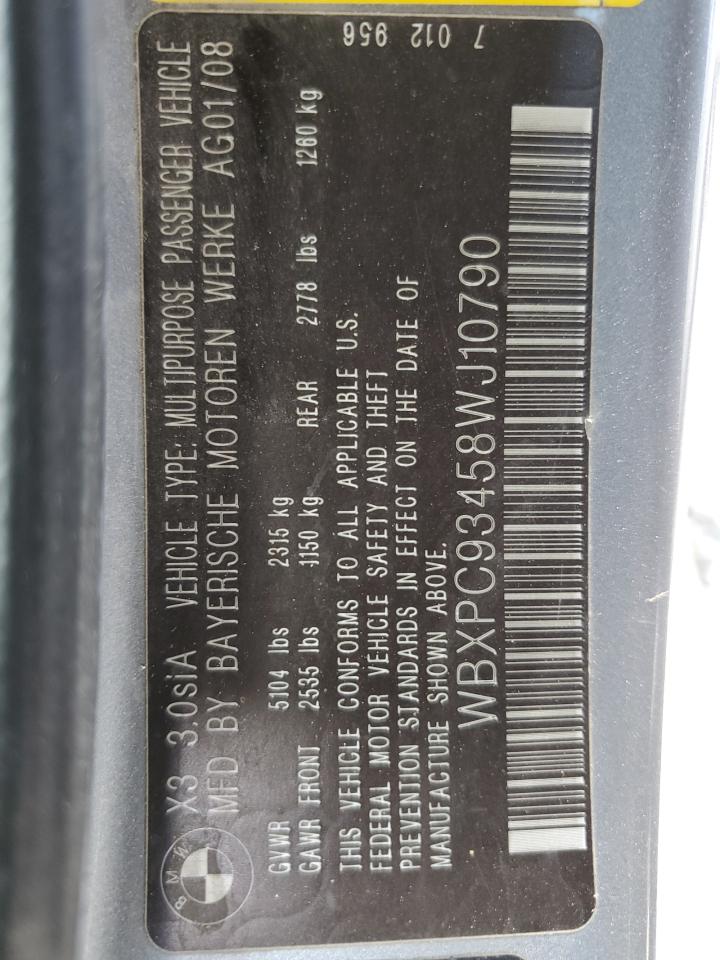 BMW
X3 3.0siA VEHICLE TYPE: MULTIPURPOSE PASSENGER VEHICLE
MFD BY BAYERISCHE MOTOREN WERKE AG01/08
GVWR 5104 lbs 2315 kg
GAWR FRONT 2535 lbs 1150 kg REAR 2778 lbs 1260 kg
THIS VEHICLE CONFORMS TO ALL APPLICABLE U.S.
FEDERAL MOTOR VEHICLE SAFETY AND THEFT
PREVENTION STANDARDS IN EFFECT ON THE DATE OF
MANUFACTURE SHOWN ABOVE.
WBXPC93458WJ10790
7 012 956